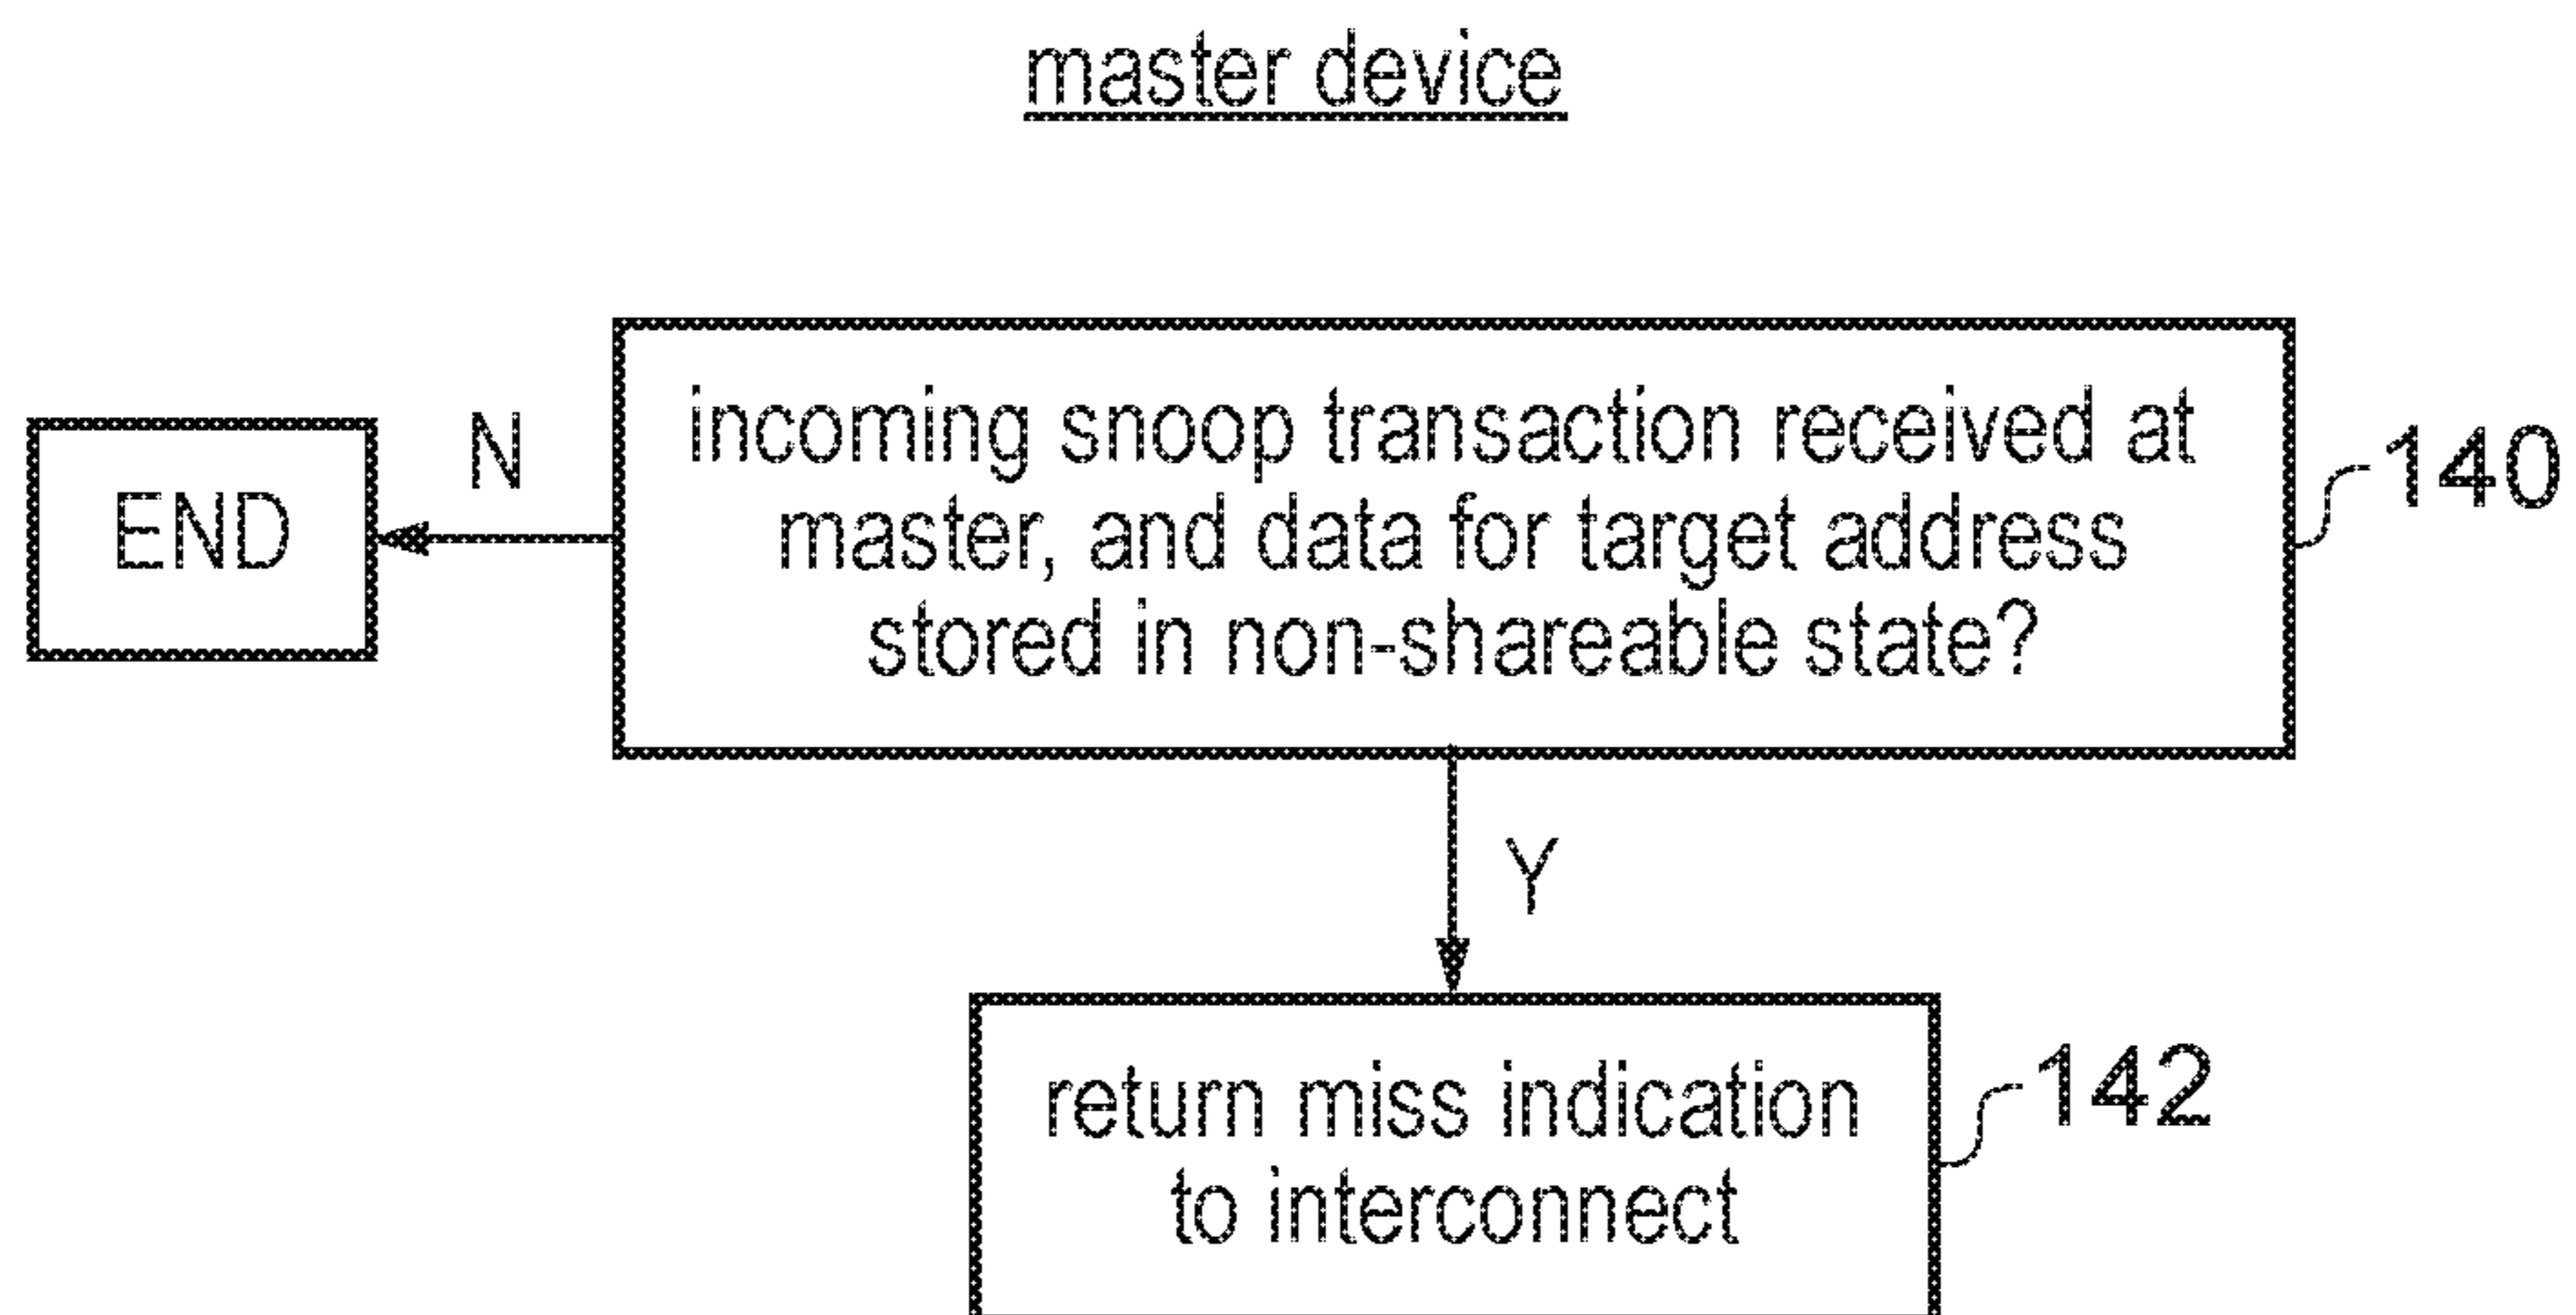 master device
incoming snoop transaction received at
master, and data for target address
stored in non-shareable state?
140
N
END
Y
return miss indication
to interconnect
142